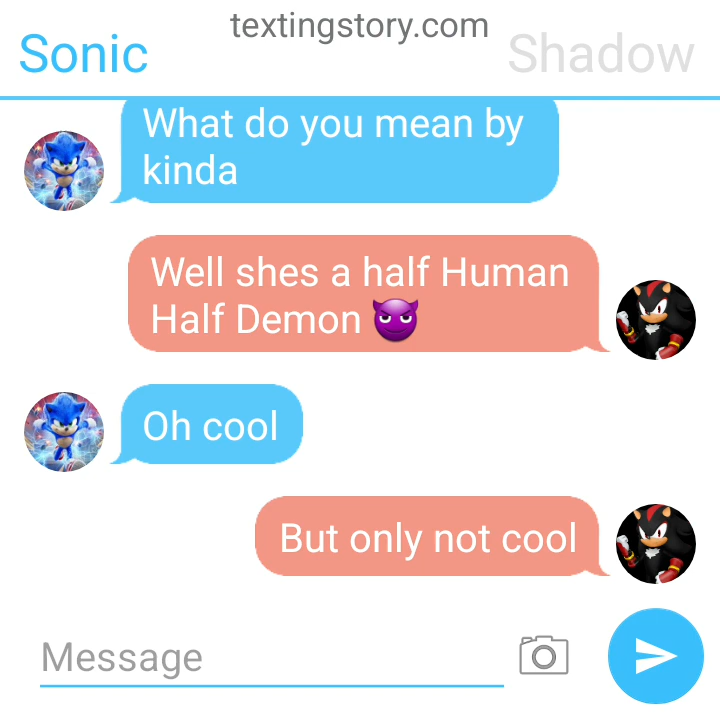 textingstory.com
Sonic
Shadow
What do you mean by
kinda
Well shes a half Human
Half Demon 😈
Oh cool
But only not cool
Message